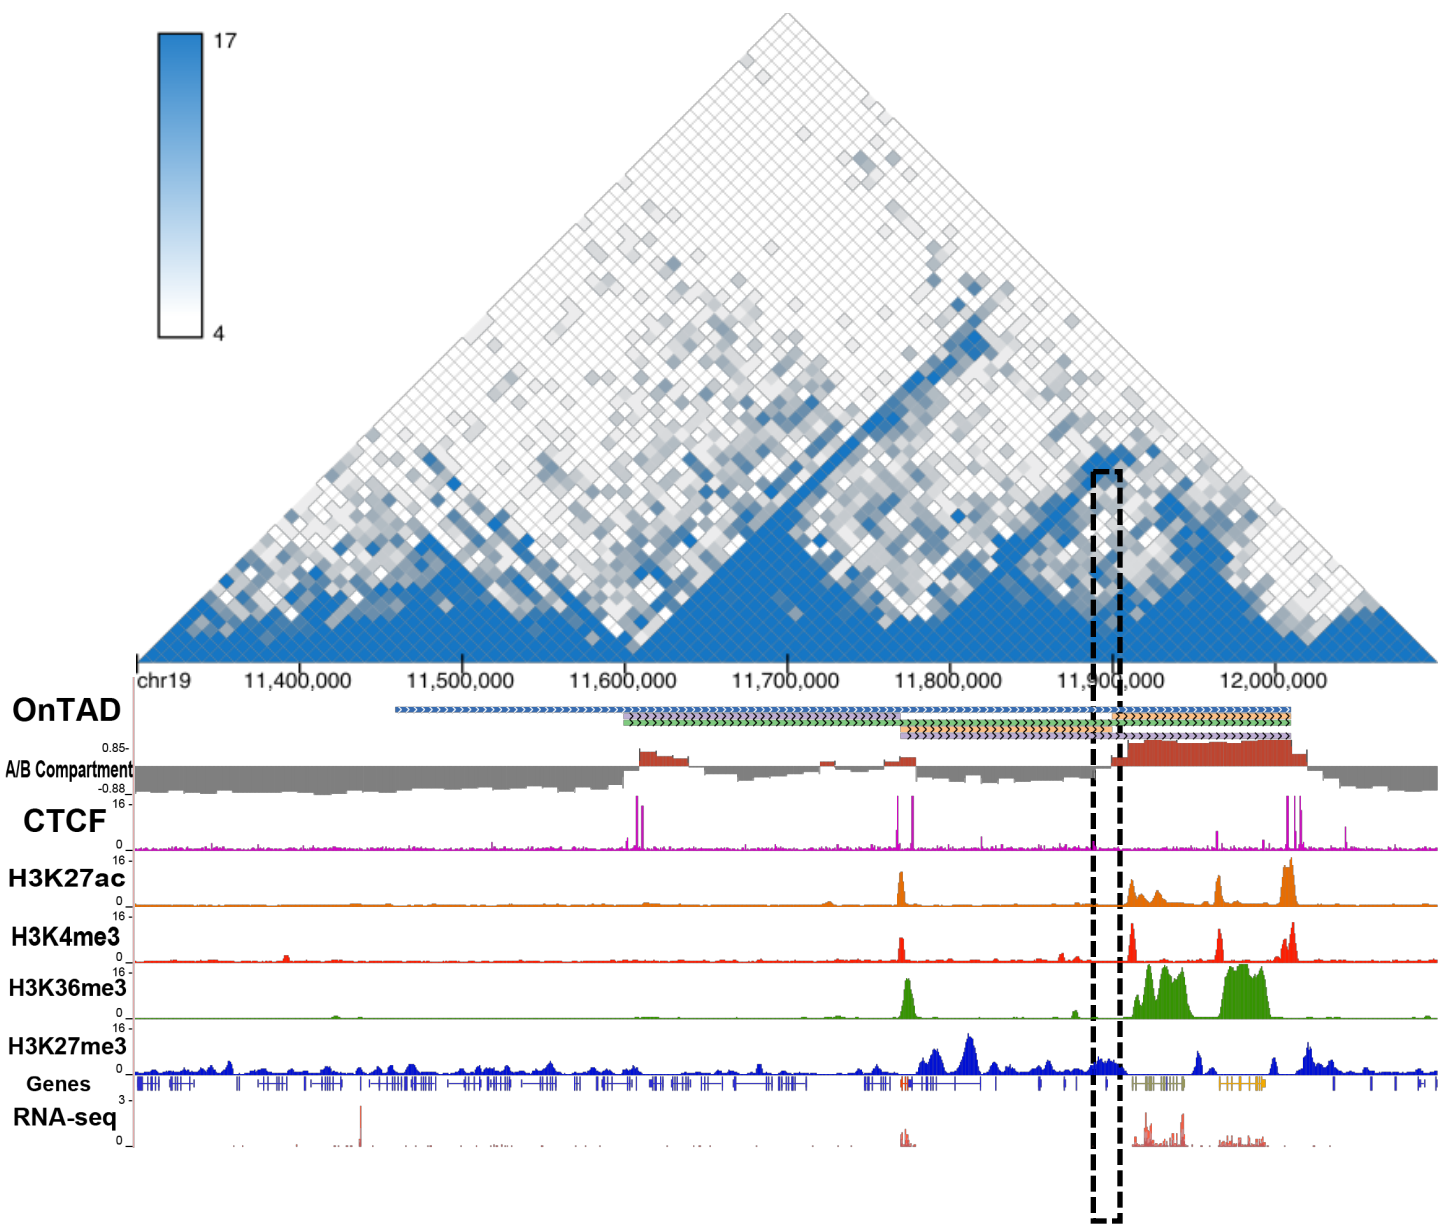 17
4
chr19 11,400,000 11,500,000 11,600,000 11,700,000 11,800,000 11,900,000 12,000,000
OnTAD
0.85-
A/B Compartment
-0.88
16
CTCF
0
16
H3K27ac
0
16
H3K4me3
0
16
H3K36me3
0
16
H3K27me3
0
Genes
3
RNA-seq
0